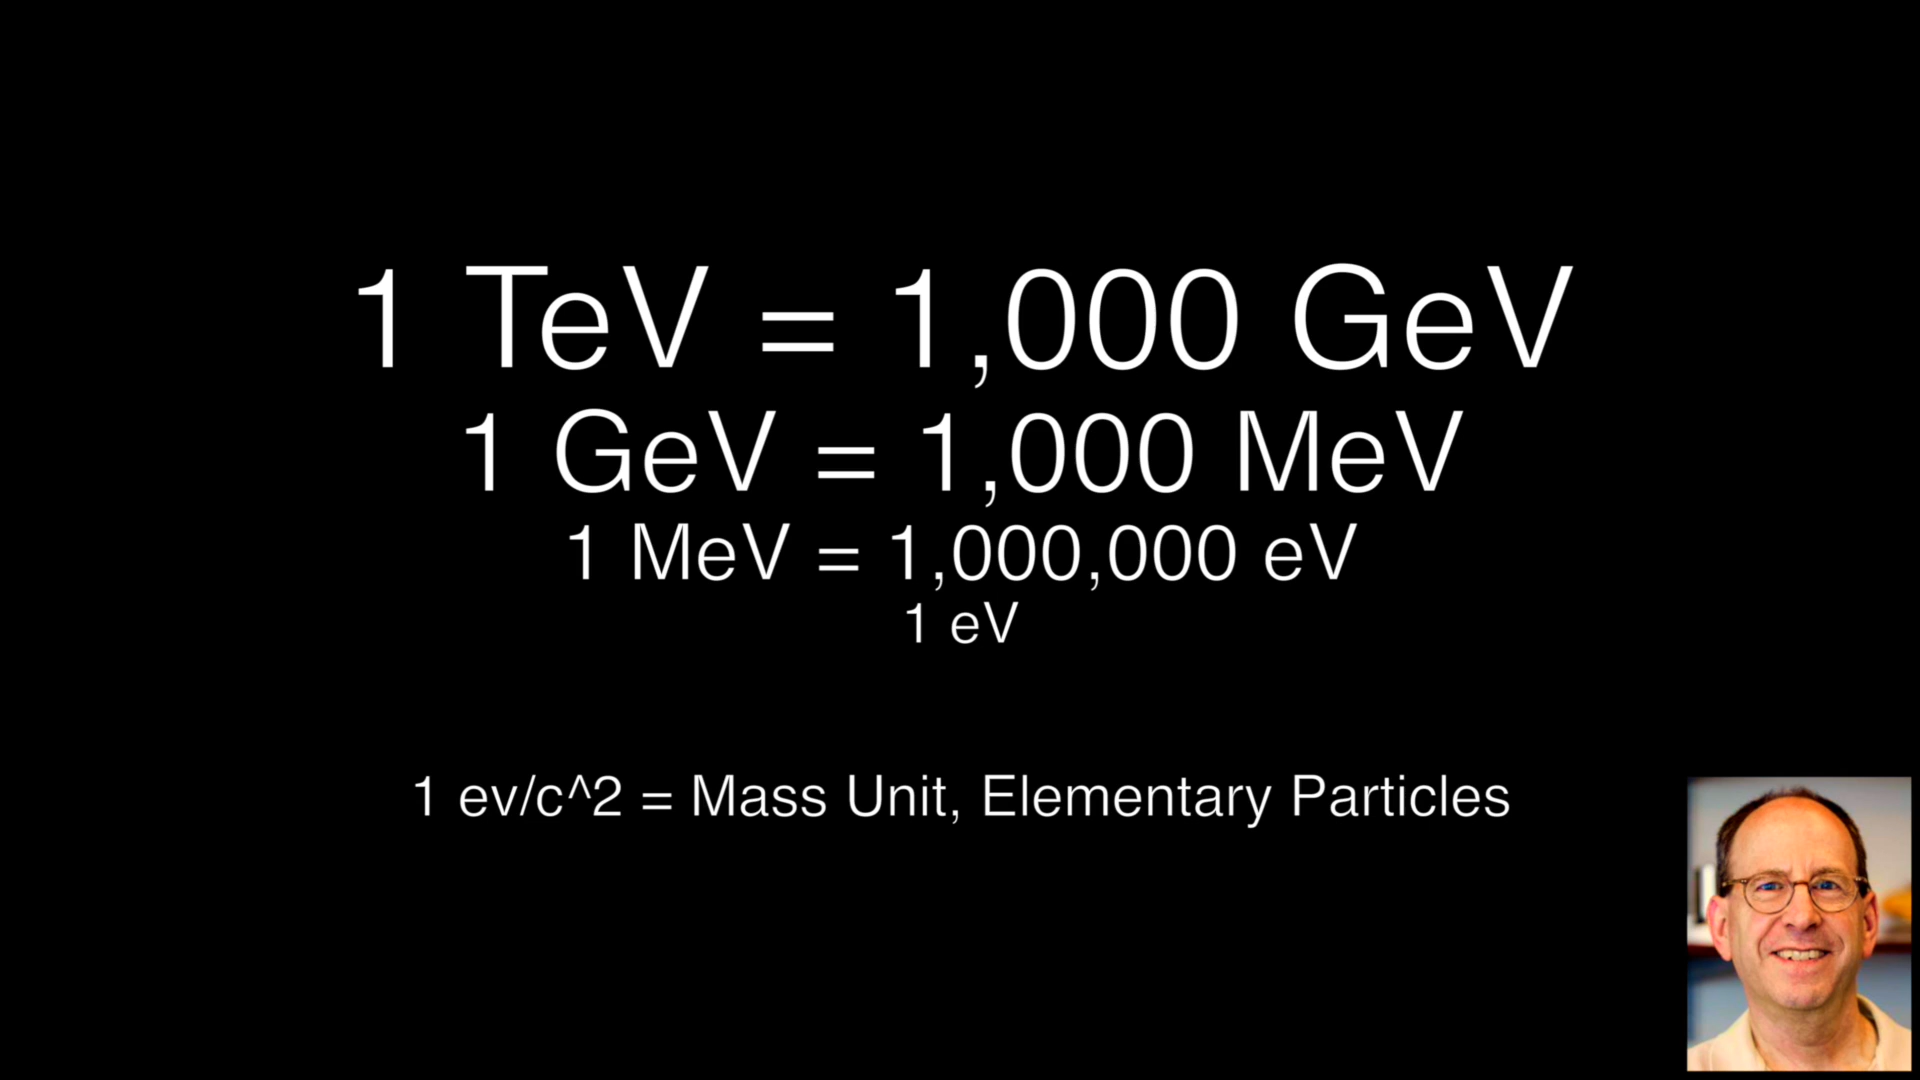 1 TeV = 1,000 GeV
1 GeV = 1,000 MeV
1 MeV = 1,000,000 eV
1 eV
1 ev/c^2 = Mass Unit, Elementary Particles